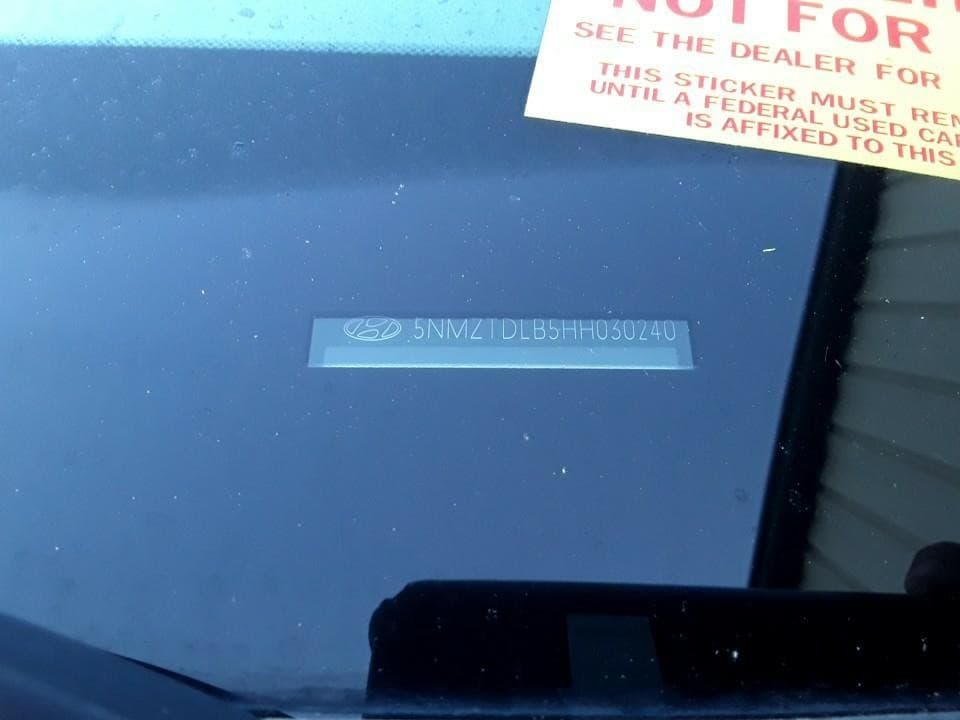 NOT FOR
SEE THE DEALER FOR
THIS STICKER MUST
UNTIL A FEDERAL USED
IS AFFIXED TO THIS
5NMZTDLB5HH030240